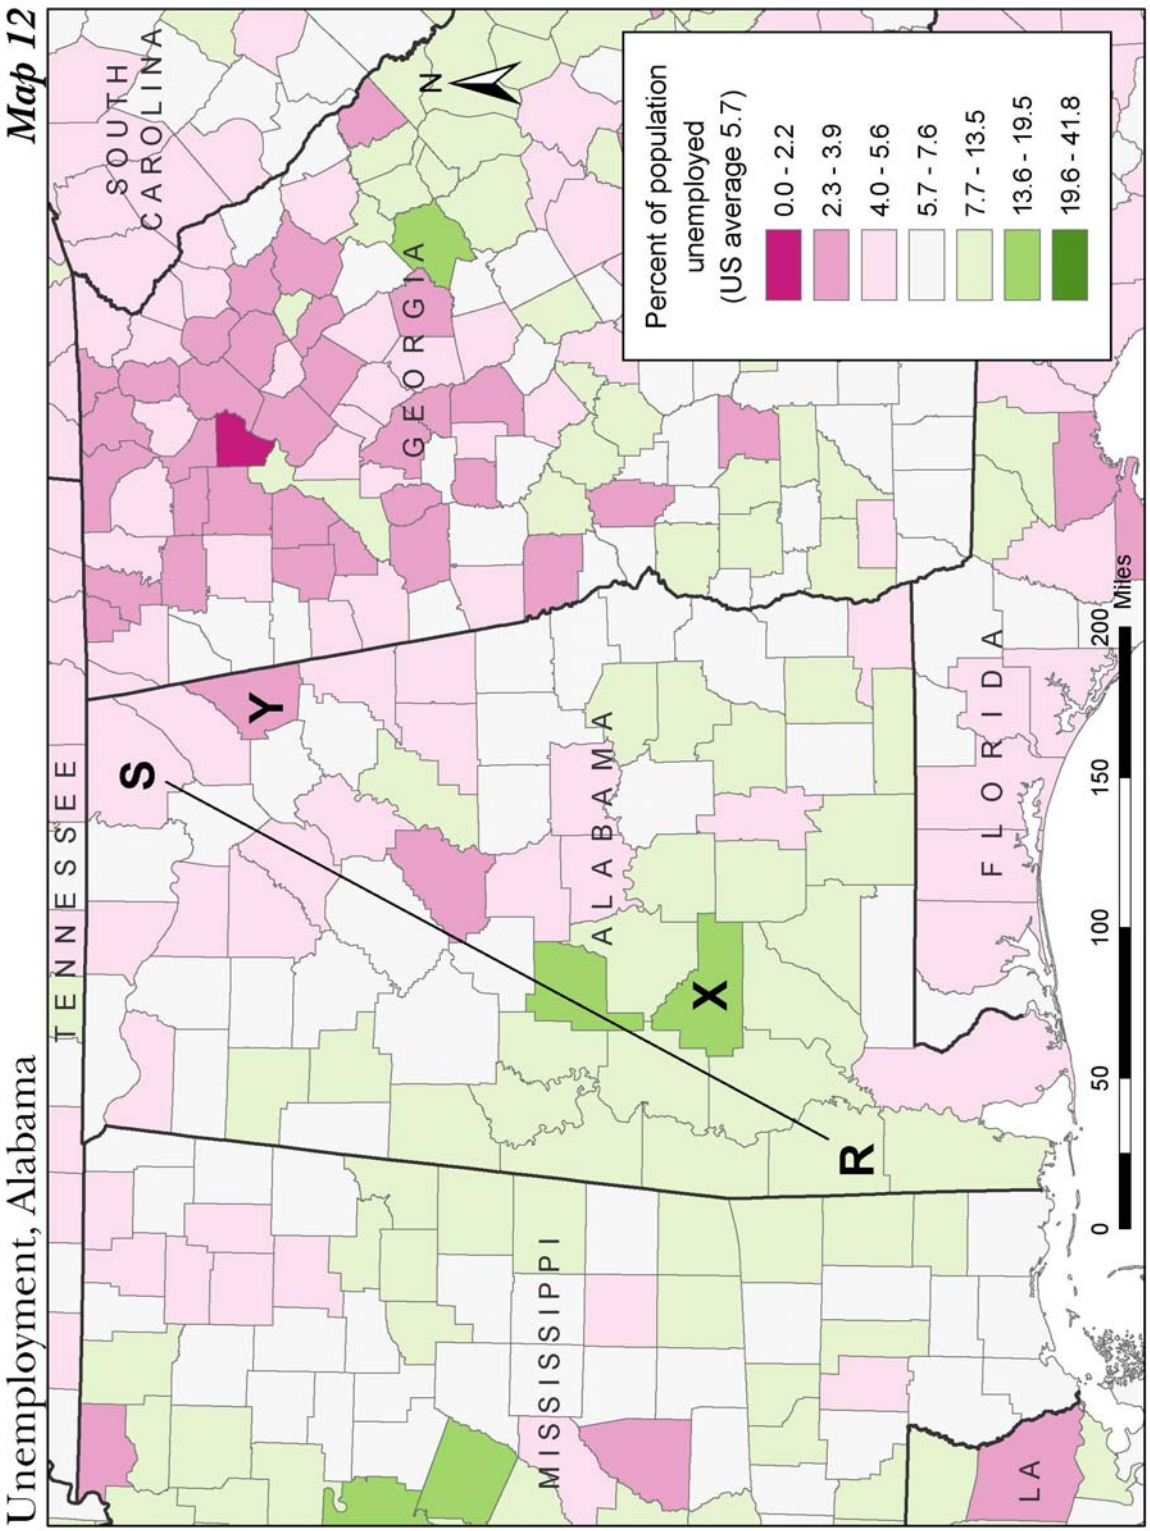 Unemployment, Alabama
Map 12
TENNESSEE
SOUTH
CAROLINA
N
S
Y
GEORGIA
MISSISSIPPI
ALABAMA
X
R
FLORIDA
LA
Percent of population
unemployed
(US average 5.7)
0.0 - 2.2
2.3 - 3.9
4.0 - 5.6
5.7 - 7.6
7.7 - 13.5
13.6 - 19.5
19.6 - 41.8
0 50 100 150 200
Miles